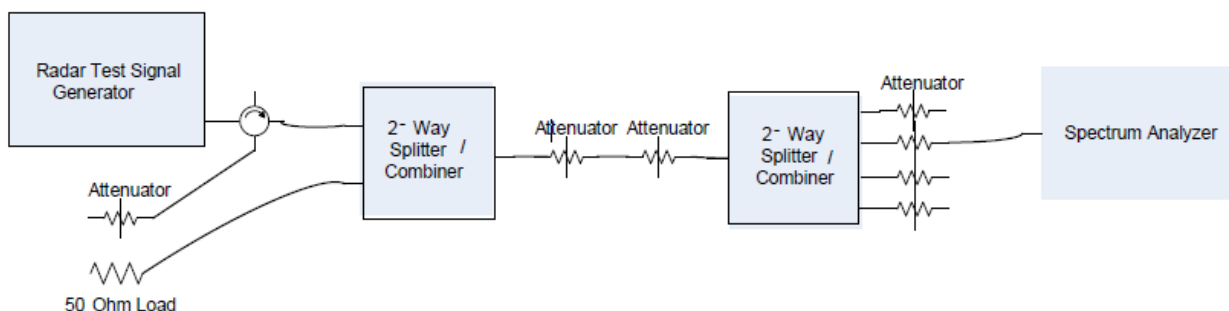 Radar Test Signal
Generator
Attenuator
50 Ohm Load
2- Way
Splitter /
Combiner
Attenuator Attenuator
2- Way
Splitter /
Combiner
Attenuator
Spectrum Analyzer